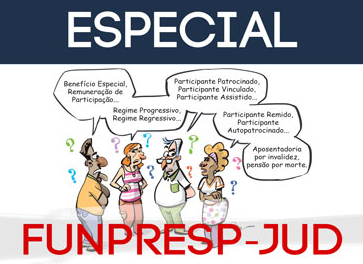 ESPECIAL
Benefício Especial,
Remuneração de
Participação...
Participante Patrocinado,
Participante Vinculado,
Participante Assistido...
Regime Progressivo,
Regime Regressivo...
Participante Remido,
Participante
Autopatrocinado...
Aposentadoria
por invalidez,
pensão por morte.
? ? ? ? ? ?
FUNPRESP-JUD